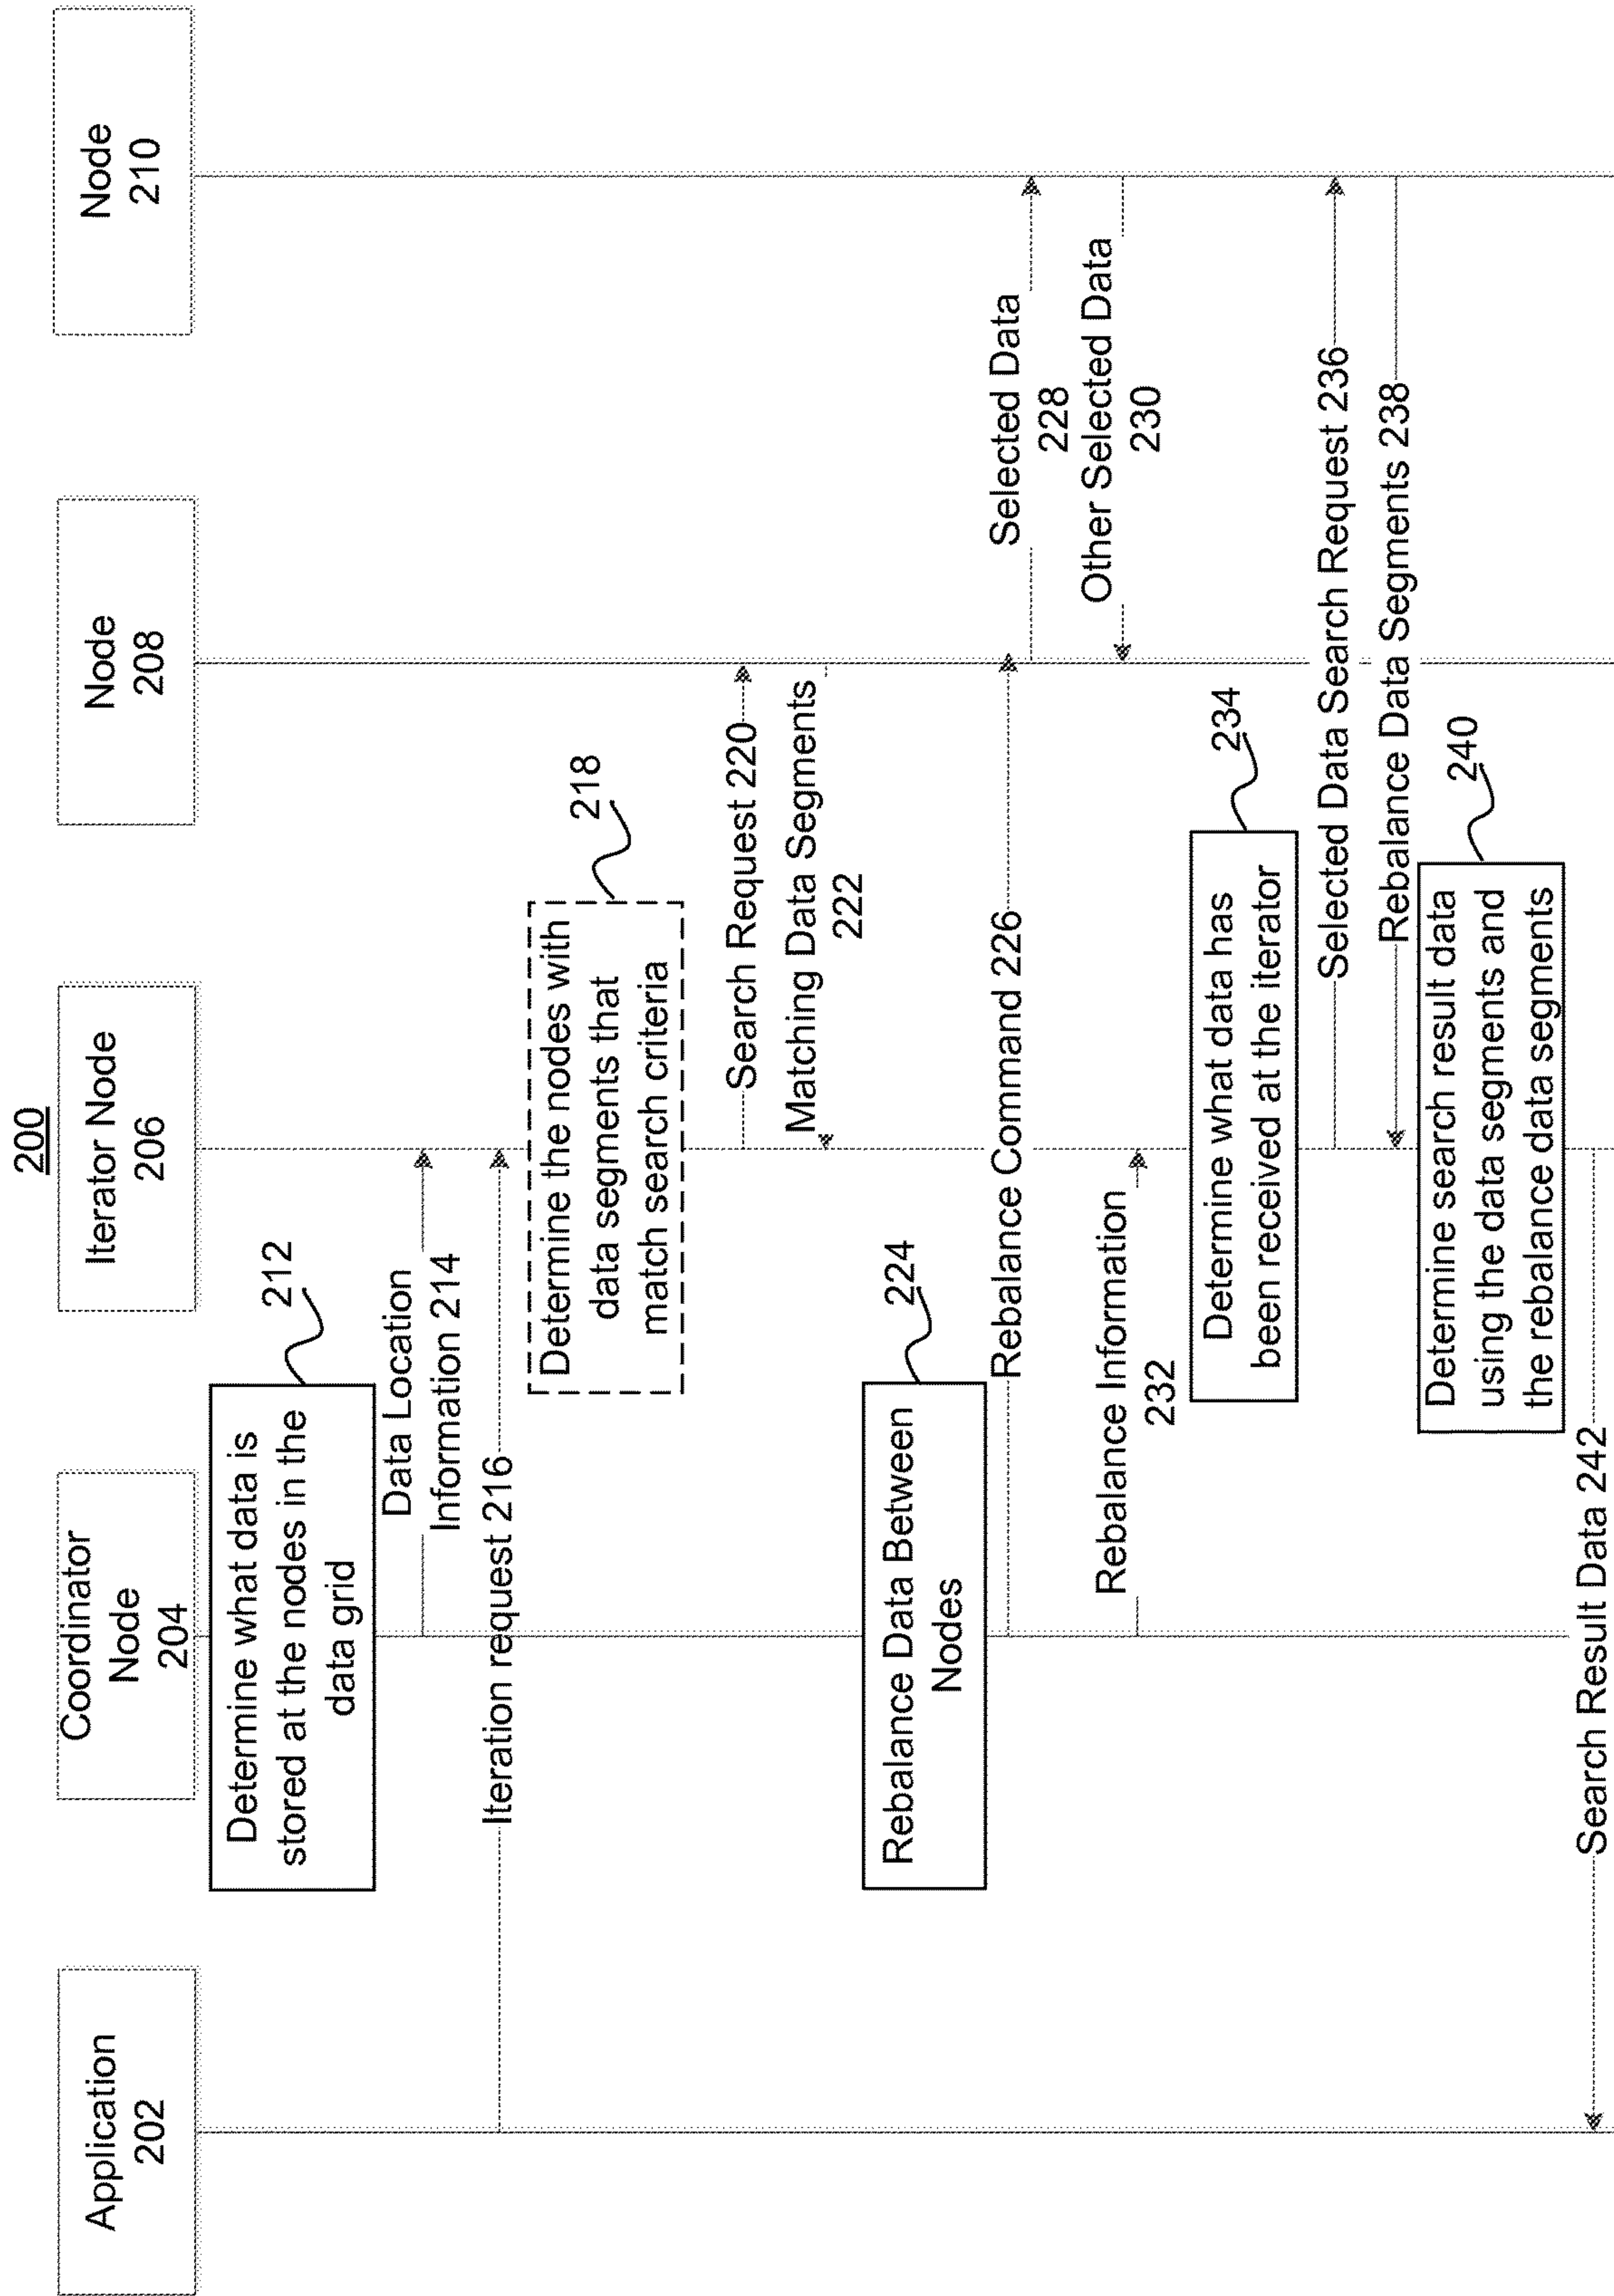 200
Application
202
Coordinator
Node
204
Iterator Node
206
Node
208
Node
210
212
Determine what data is
stored at the nodes in the
data grid
Data Location
Information 214
Iteration request 216
218
Determine the nodes with
data segments that
match search criteria
Search Request 220
Matching Data Segments
222
224
Rebalance Data Between
Nodes
Rebalance Command 226
Selected Data
228
Other Selected Data
230
Rebalance Information
232
234
Determine what data has
been received at the iterator
Selected Data Search Request 236
Rebalance Data Segments 238
240
Determine search result data
using the data segments and
the rebalance data segments
Search Result Data 242